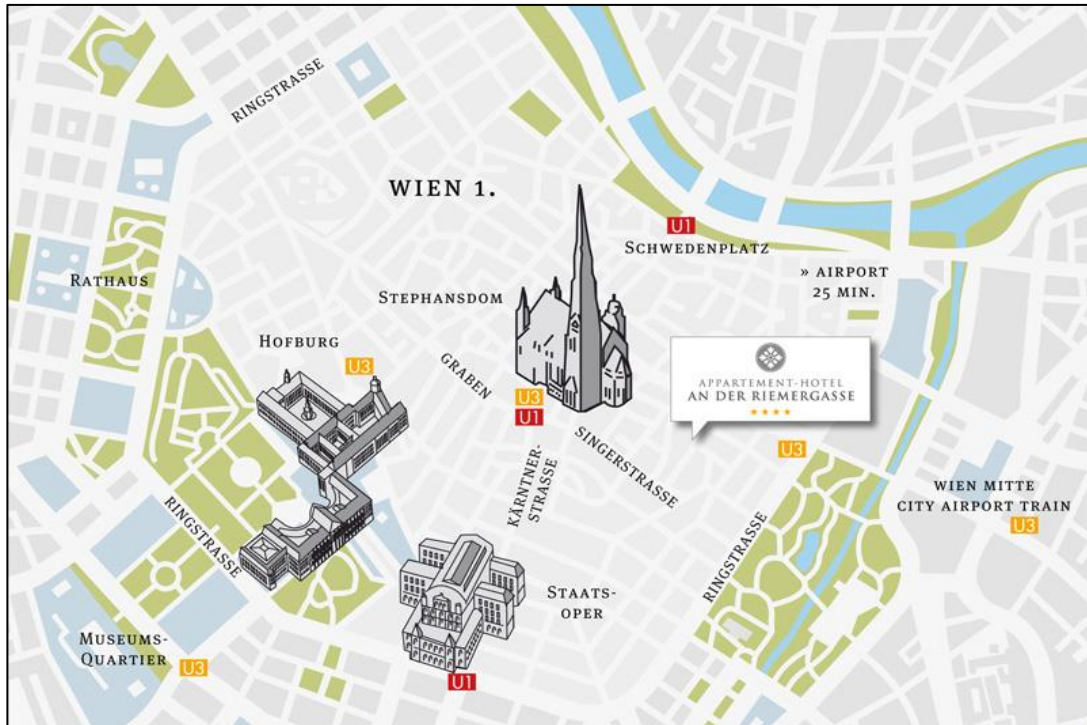 RINGSTRASSE
WIEN 1.
U1
SCHWEDENPLATZ
RATHAUS
» AIRPORT
25 MIN.
STEPHANSDOM
HOFBURG
U3
GRABEN
U3
U1
APPARTEMENT-HOTEL
AN DER RIEMERGASSE
SINGERSTRASSE
U3
KÄRNTNER-
STRASSE
WIEN MITTE
CITY AIRPORT TRAIN
U3
RINGSTRASSE
RINGSTRASSE
STAATS-
OPER
MUSEUMS-
QUARTIER
U3
U1